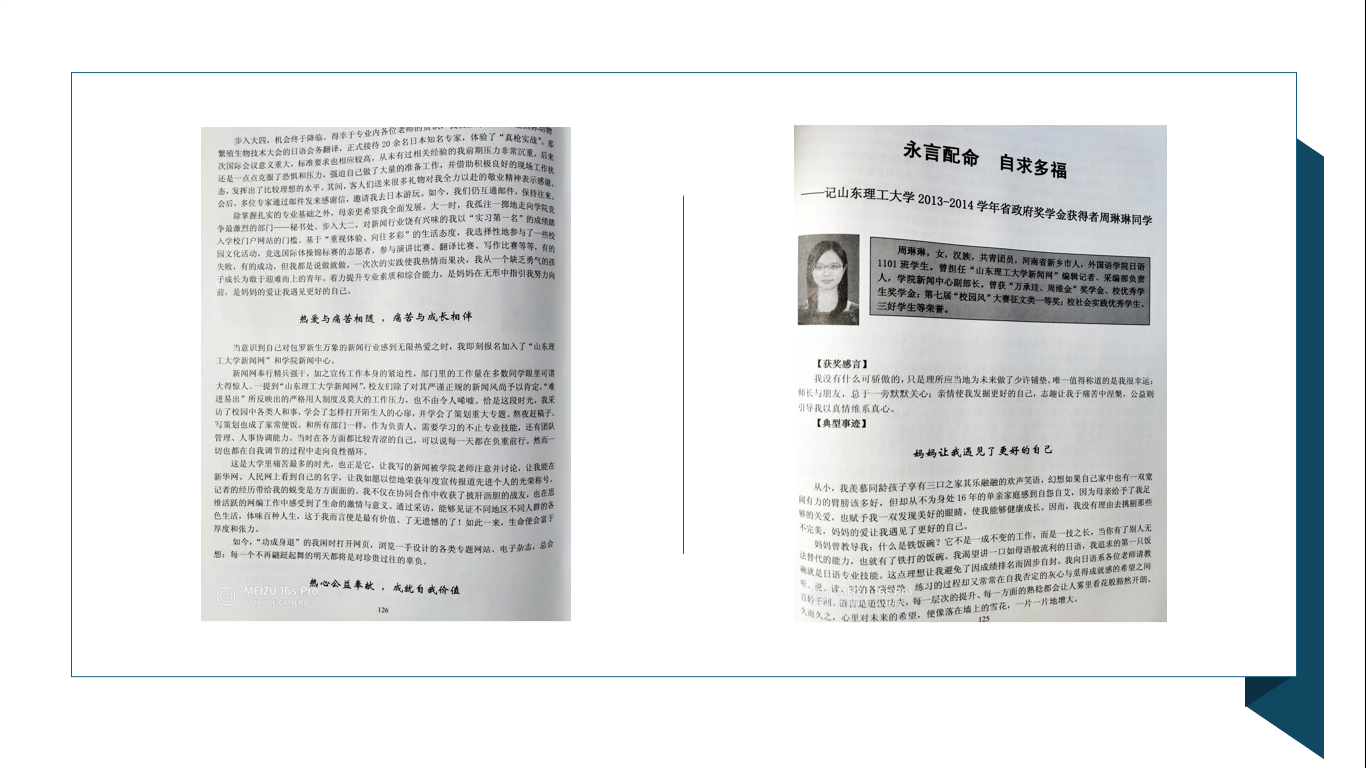 步入大四，机会终于降临。得幸于专业内各位老师的
繁殖生物技术大会的日语会务翻译，正式接待 20 余名日本知名专家，体验了“真枪实战”。那
次国际会议意义重大，标准要求也相应较高，从未有过相关经验的我前期压力非常沉重，后来
还是一点点克服了恐惧和压力，强迫自己做了大量的准备工作，并借助积极良好的现场工作状
态，发挥出了比较理想的水平。其间，客人们送来很多礼物对我全力以赴的敬业精神表示感谢。
会后，多位专家通过邮件发来感谢信，邀请我去日本游玩。如今，我们仍互通邮件，保持往来。
除掌握扎实的专业基础之外，母亲更希望我全面发展。大一时，我孤注一掷地走向学院竞
争最激烈的部门——秘书处。步入大二，对新闻行业饶有兴味的我以“实习第一名”的成绩踏
入学校门户网站的门槛。基于“重视体验、向往多彩”的生活态度，我选择性地参与了一些校
园文化活动，竞选国际体操锦标赛的志愿者，参与演讲比赛、翻译比赛、写作比赛等等，有的
失败，有的成功，但我都是说做就做。一次次的实践使我热情而果决，我从一个缺乏勇气的孩
子成长为敢于迎难而上的青年。着力提升专业素质和综合能力，是妈妈在无形中指引我努力向
前，是妈妈的爱让我遇见更好的自己。
热爱与痛苦相随，痛苦与成长相伴
当意识到自己对包罗新生万象的新闻行业感到无限热爱之时，我即刻报名加入了“山东理
工大学新闻网”和学院新闻中心。
新闻网奉行精兵强干，加之宣传工作本身的紧迫性，部门里的工作量在多数同学眼里可谓
大得惊人。一提到“山东理工大学新闻网”，校友们除了对其严谨正规的新闻风尚予以肯定，“难
进易出”所反映出的严格用人制度及莫大的工作压力，也不由令人唏嘘。恰是这段时光，我采
访了校园中各类人和事，学会了怎样打开陌生人的心扉，并学会了策划重大专题。熬夜赶稿子、
写策划也成了家常便饭。和所有部门一样，作为负责人，需要学习的不止专业技能，还有团队
管理、人事协调能力。当时在各方面都比较青涩的自己，可以说每一天都在负重前行。然而一
切也都在自我调节的过程中走向良性循环。
这是大学里痛苦最多的时光，也正是它，让我写的新闻被学院老师注意并讨论，让我能在
新华网、人民网上看到自己的名字，让我如愿以偿地荣获年度宣传报道先进个人的光荣称号。
记者的经历带给我的蜕变是方方面面的。我不仅在协同合作中收获了披肝沥胆的战友，也在思
维活跃的网编工作中感受到了生命的激情与意义。通过采访，能够见证不同地区不同人群的各
色生活，体味百种人生，这于我而言便是最有价值、了无遗憾的了！如此一来，生命便会富于
厚度和张力。
如今，“功成身退”的我闲时打开网页，浏览一手设计的各类专题网站、电子杂志，总会
想：每一个不再翩跹起舞的明天都将是对珍贵过往的辜负。
热心公益奉献，成就自我价值
MEIZU 16s Pro
AI TRIPLE CAMERA
126
永言配命 自求多福
——记山东理工大学 2013-2014 学年省政府奖学金获得者周琳琳同学
周琳琳，女，汉族，共青团员，河南省新乡市人，外国语学院日语
1101 班学生。曾担任“山东理工大学新闻网”编辑记者、采编部负责
人，学院新闻中心副部长。曾获“万承珪、周维金”奖学金、校优秀学
生奖学金；第七届“校园风”大赛征文类一等奖；校社会实践优秀学生、
三好学生等荣誉。
【获奖感言】
我没有什么可骄傲的，只是理所应当地为未来做了少许铺垫。唯一值得称道的是我很幸运：
师长与朋友，总于一旁默默关心；亲情使我发掘更好的自己，志趣让我于痛苦中涅槃，公益则
引导我以真情维系真心。
【典型事迹】
妈妈让我遇见了更好的自己
从小，我羡慕同龄孩子享有三口之家其乐融融的欢声笑语，幻想如果自己家中也有一双宽
阔有力的臂膀该多好，但却从不为身处 16 年的单亲家庭感到自怨自艾，因为母亲给予了我足
够的关爱，也赋予我一双发现美好的眼睛，使我能够健康成长。因而，我没有理由去挑剔那些
不完美，妈妈的爱让我遇见了更好的自己。
妈妈曾教导我：什么是铁饭碗？它不是一成不变的工作，而是一技之长，当你有了别人无
法替代的能力，也就有了铁打的饭碗。我渴望讲一口如母语般流利的日语，我追求的第一只饭
碗就是日语专业技能。这点理想让我避免了因成绩排名而固步自封。我向日语系各位老师请教
听、说、读、写的各项经验，练习的过程却又常常在自我否定的灰心与觅得成就感的希望之间
百转千回。语言是道慢功夫，每一层次的提升、每一方面的熟稔都会让人雾里看花般豁然开朗。
久而久之，心里对未来的希望，便像落在墙上的雪花，一片一片地增大。
125